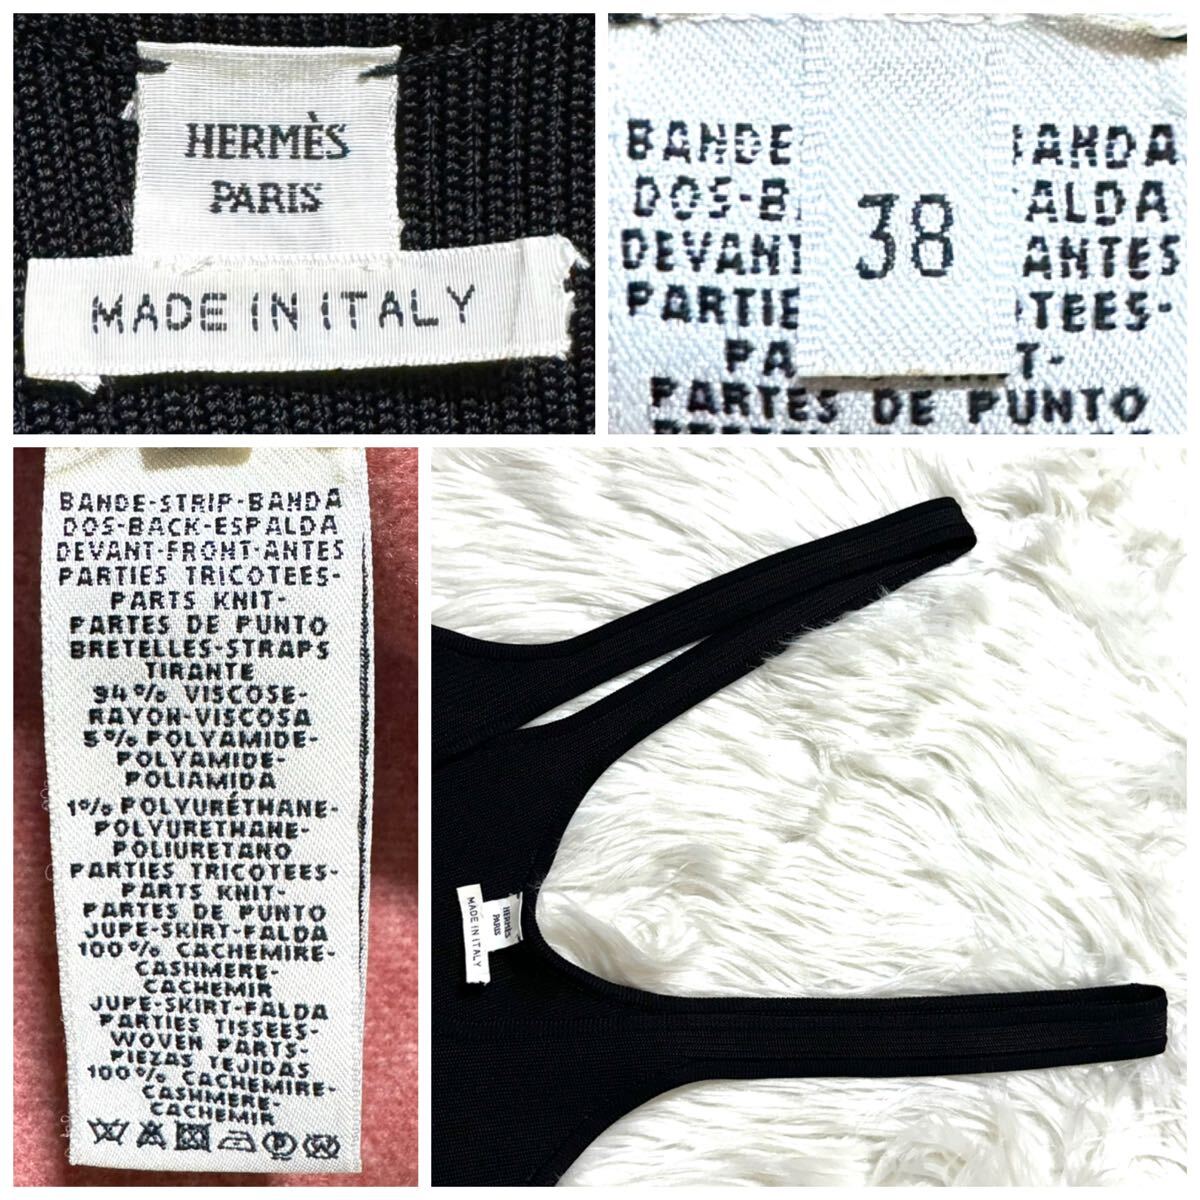 HERMÈS
PARIS
MADE IN ITALY
BANDE
BANDA
DOS-B
ALDA
DEVANT
ANTES
PARTIE
TEES-
PA
T-
38
PARTES DE PUNTO
BANDE-STRIP-BANDA
DOS-BACK-ESPALDA
DEVANT-FRONT-ANTES
PARTIES TRICOTEES-
PARTS KNIT-
PARTES DE PUNTO
BRETELLES-STRAPS
TIRANTE
94% VISCOSE-
RAYON-VISCOSA
5% POLYAMIDE-
POLYAMIDE-
POLIAMIDA
1% POLYURÉTHANE-
POLYURETHANE-
POLIURETANO
PARTIES TRICOTEES-
PARTS KNIT-
PARTES DE PUNTO
JUPE-SKIRT-FALDA
100% CACHEMIRE-
CASHMERE-
CACHEMIR
JUPE-SKIRT-FALDA
PARTIES TISSEES-
WOVEN PARTS-
PIEZAS TEJIDAS
100% CACHEMIRE-
CASHMERE-
CACHEMIR
HERMÈS
PARIS
MADE IN ITALY